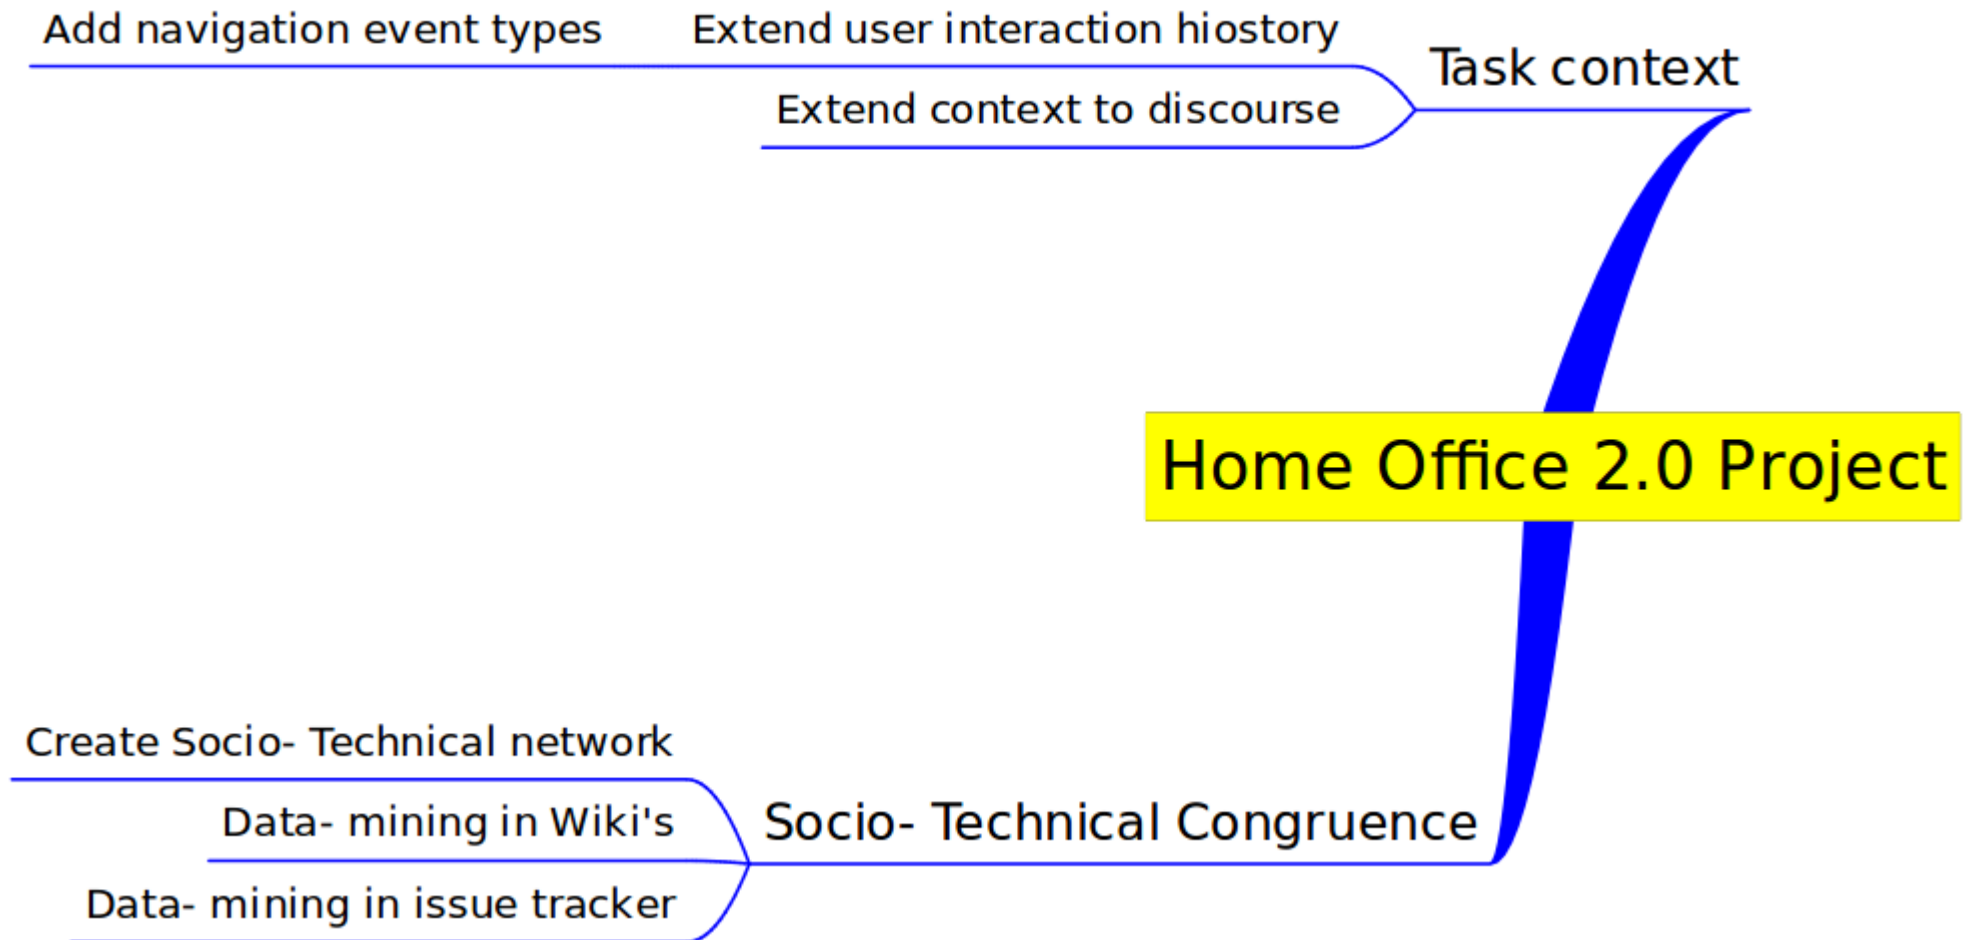 Add navigation event types
Extend user interaction hiostory
Task context
Extend context to discourse
Home Office 2.0 Project
Create Socio- Technical network
Data- mining in Wiki's
Socio- Technical Congruence
Data- mining in issue tracker